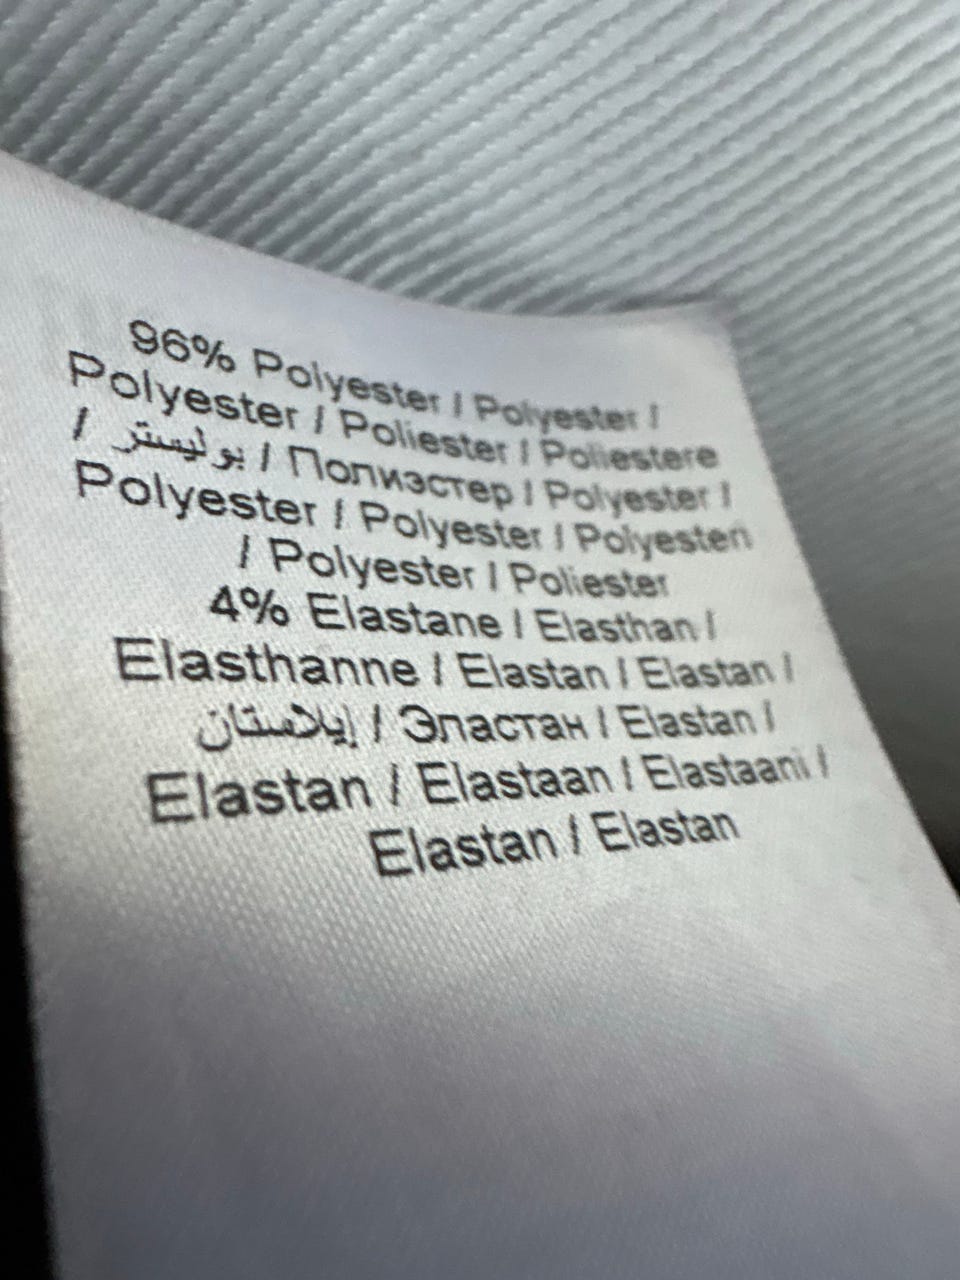 96% Polyester / Polyester /
Polyester / Poliester / Poliestere
/ بوليستر / Полиэстер / Polyester /
Polyester / Polyester / Polyesteri
/ Polyester / Poliester
4% Elastane / Elasthan /
Elasthanne / Elastan / Elastan /
إيلاستان / Эластан / Elastan /
Elastan / Elastaan / Elastaani /
Elastan / Elastan